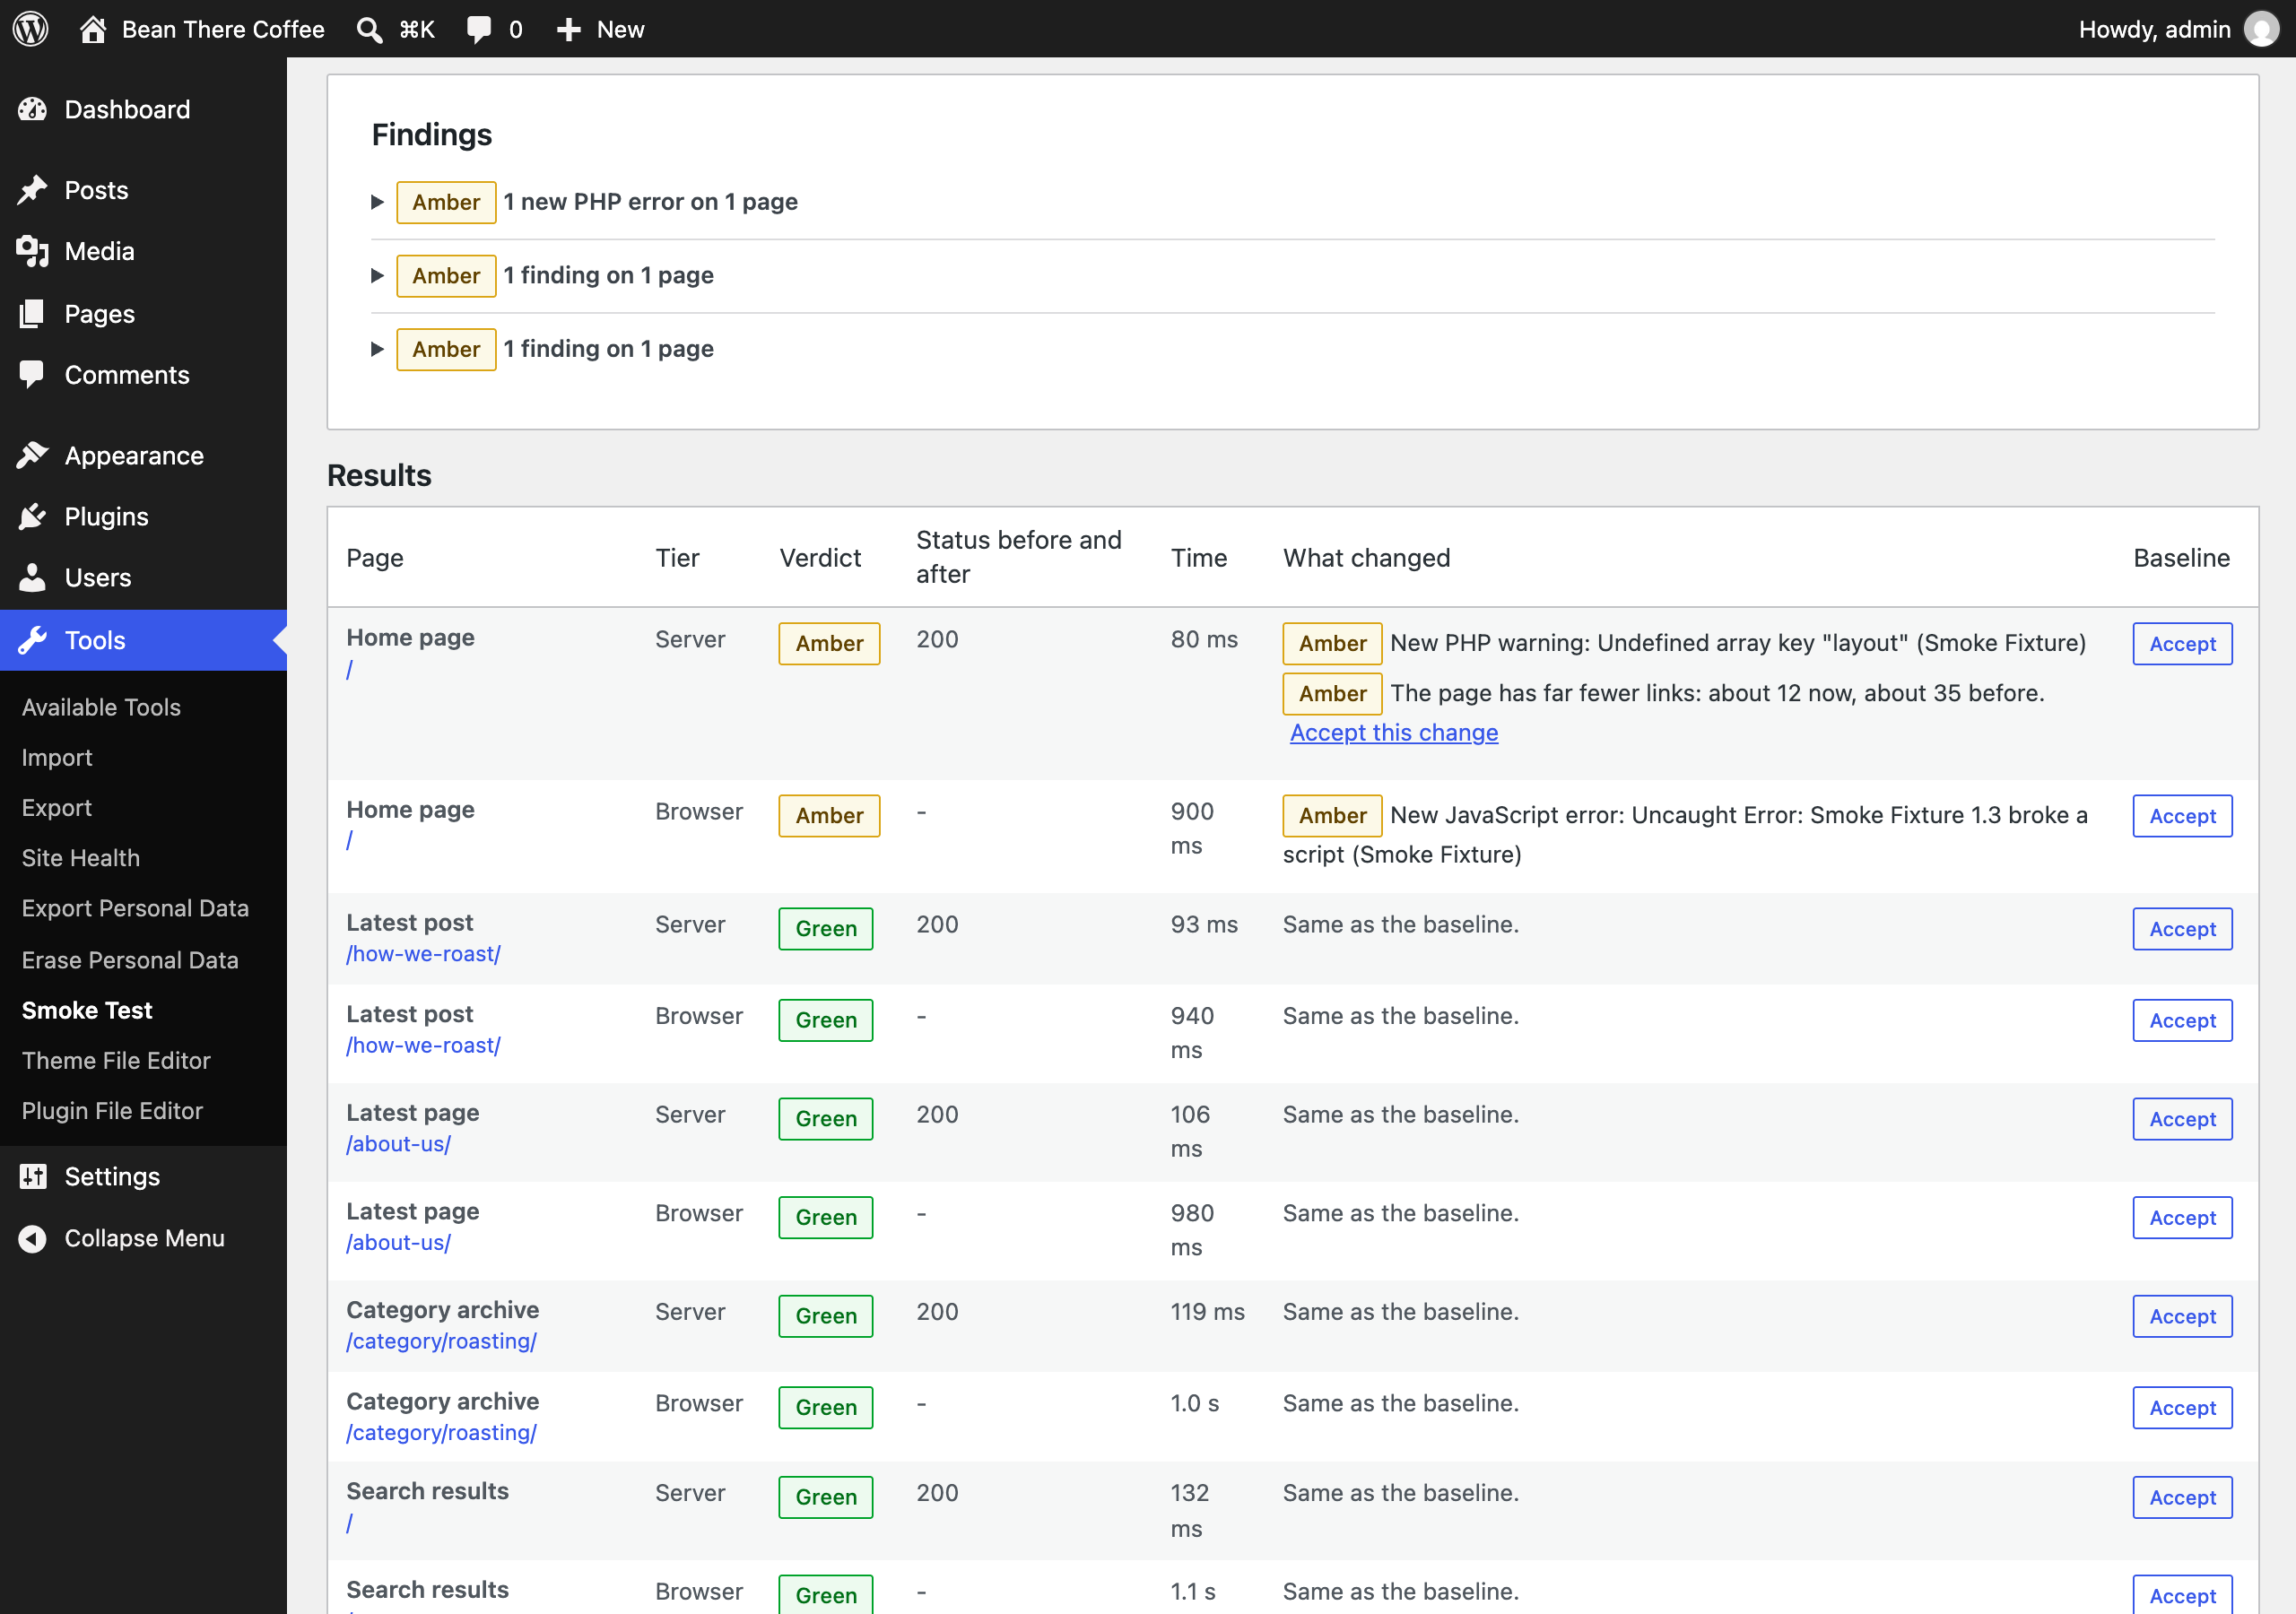 Bean There Coffee ⌘K 0 New Howdy, admin
Dashboard
Posts
Media
Pages
Comments
Appearance
Plugins
Users
Tools
Available Tools
Import
Export
Site Health
Export Personal Data
Erase Personal Data
Smoke Test
Theme File Editor
Plugin File Editor
Settings
Collapse Menu
Findings
Amber 1 new PHP error on 1 page
Amber 1 finding on 1 page
Amber 1 finding on 1 page
Results
Page Tier Verdict Status before and after Time What changed Baseline
Home page Server Amber 200 80 ms Amber New PHP warning: Undefined array key "layout" (Smoke Fixture) Accept
/ Amber The page has far fewer links: about 12 now, about 35 before.
Accept this change
Home page Browser Amber - 900 ms Amber New JavaScript error: Uncaught Error: Smoke Fixture 1.3 broke a Accept
/ script (Smoke Fixture)
Latest post Server Green 200 93 ms Same as the baseline. Accept
/how-we-roast/
Latest post Browser Green - 940 ms Same as the baseline. Accept
/how-we-roast/
Latest page Server Green 200 106 ms Same as the baseline. Accept
/about-us/
Latest page Browser Green - 980 ms Same as the baseline. Accept
/about-us/
Category archive Server Green 200 119 ms Same as the baseline. Accept
/category/roasting/
Category archive Browser Green - 1.0 s Same as the baseline. Accept
/category/roasting/
Search results Server Green 200 132 ms Same as the baseline. Accept
/
Search results Browser Green - 1.1 s Same as the baseline. Accept